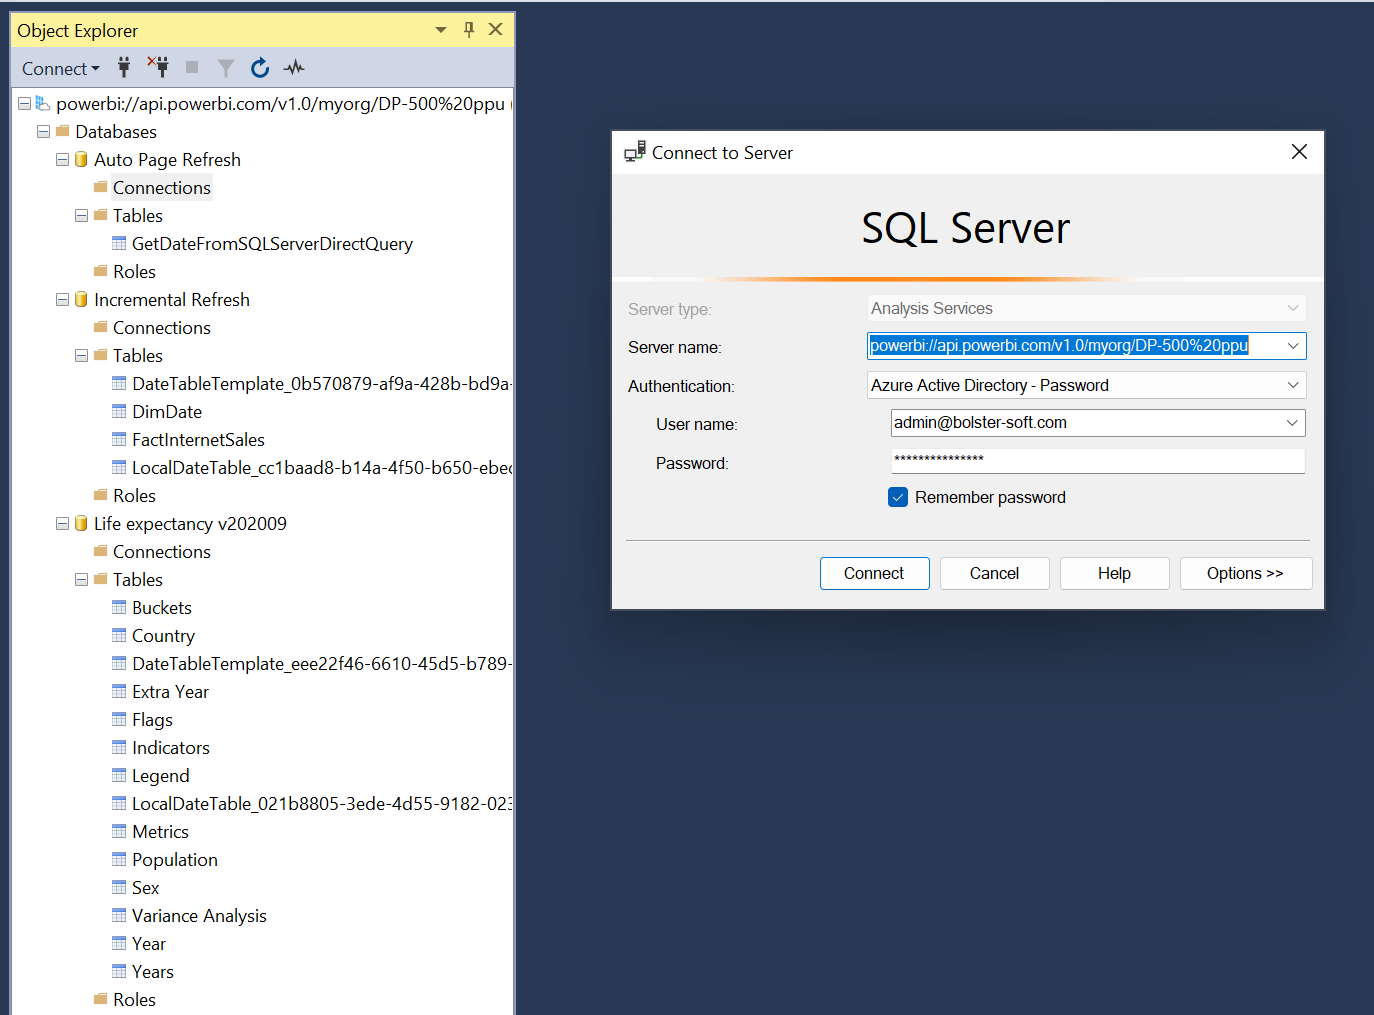 Object Explorer
Connect
powerbi://api.powerbi.com/v1.0/myorg/DP-500%20ppu (
Databases
Auto Page Refresh
Connections
Tables
GetDateFromSQLServerDirectQuery
Roles
Incremental Refresh
Connections
Tables
DateTableTemplate_0b570879-af9a-428b-bd9a-
DimDate
FactInternetSales
LocalDateTable_cc1baad8-b14a-4f50-b650-ebec
Roles
Life expectancy v202009
Connections
Tables
Buckets
Country
DateTableTemplate_eee22f46-6610-45d5-b789-
Extra Year
Flags
Indicators
Legend
LocalDateTable_021b8805-3ede-4d55-9182-023
Metrics
Population
Sex
Variance Analysis
Year
Years
Roles
Connect to Server
SQL Server
Server type: Analysis Services
Server name: powerbi://api.powerbi.com/v1.0/myorg/DP-500%20ppu
Authentication: Azure Active Directory - Password
User name: admin@bolster-soft.com
Password: ***************
Remember password
Connect Cancel Help Options >>